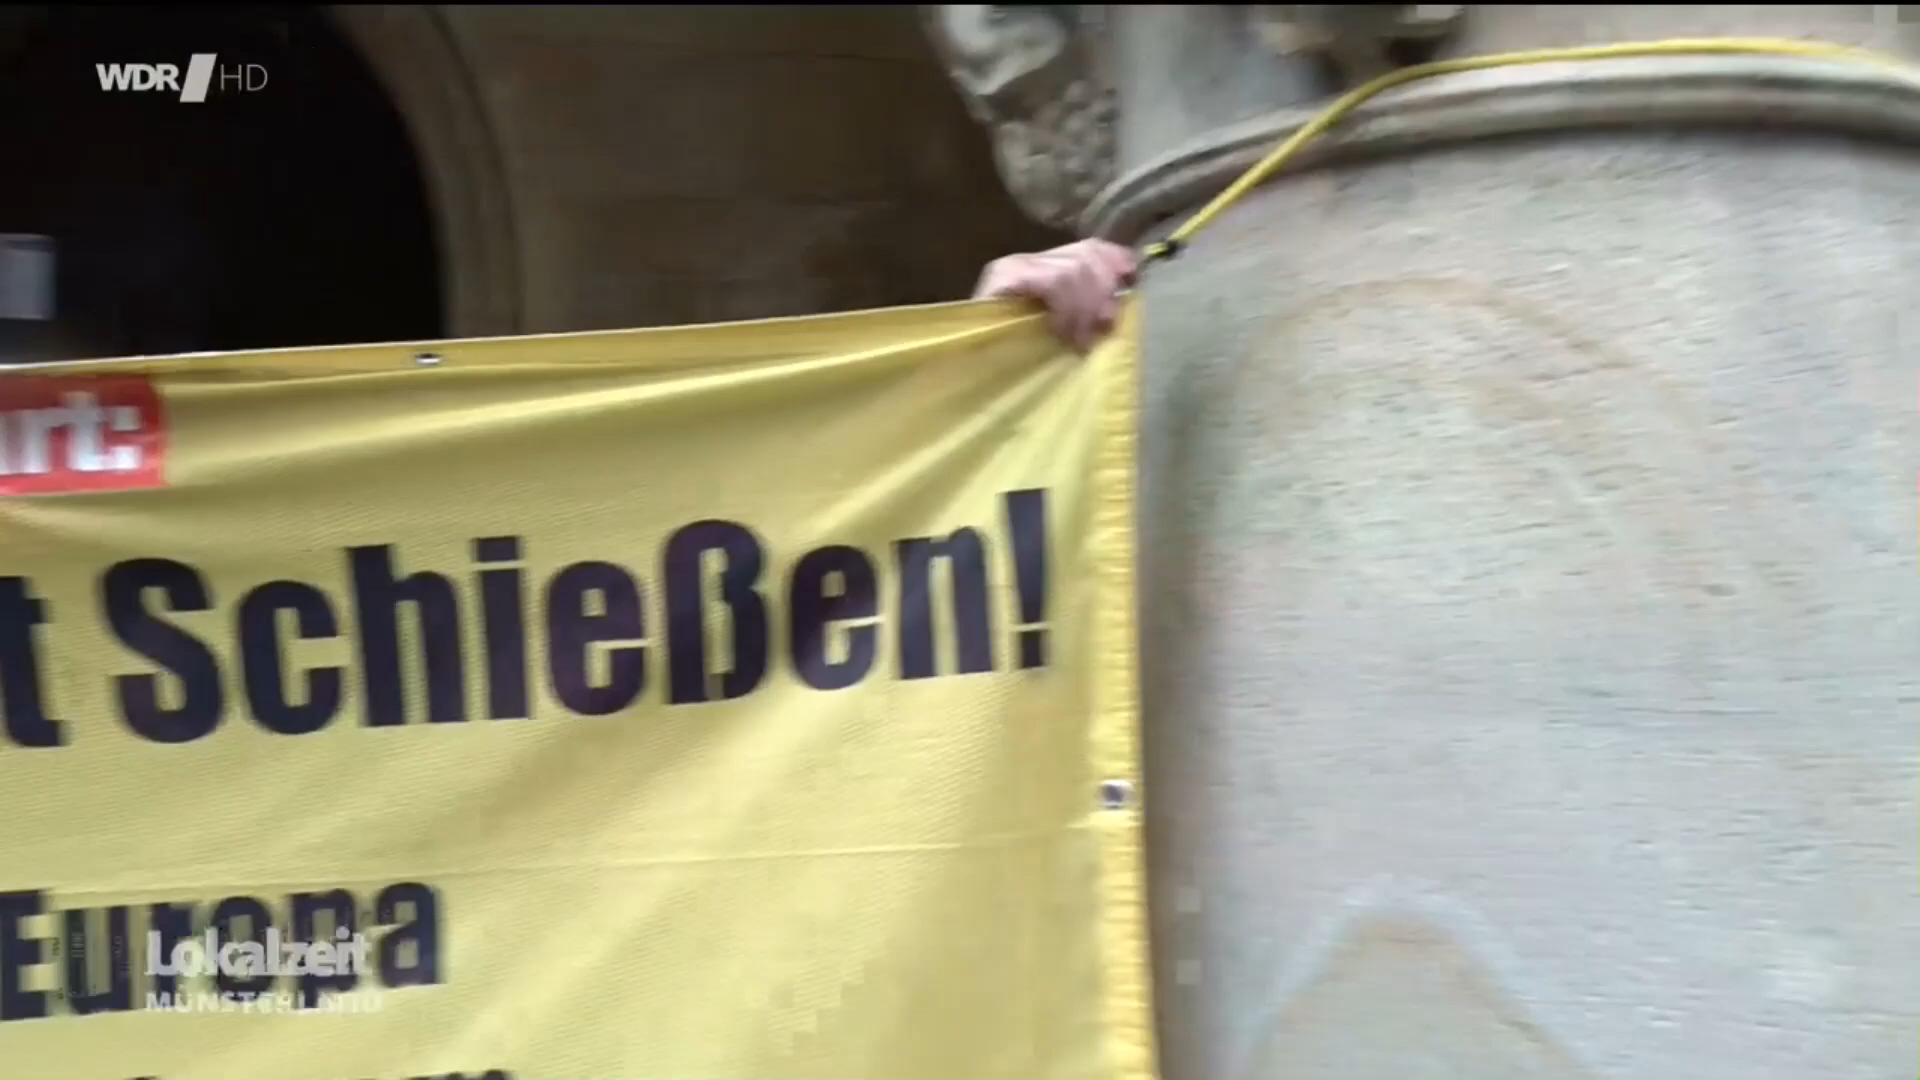 WDR HD
rt:
t Schießen!
Europa
Lokalzeit
MÜNSTERLAND